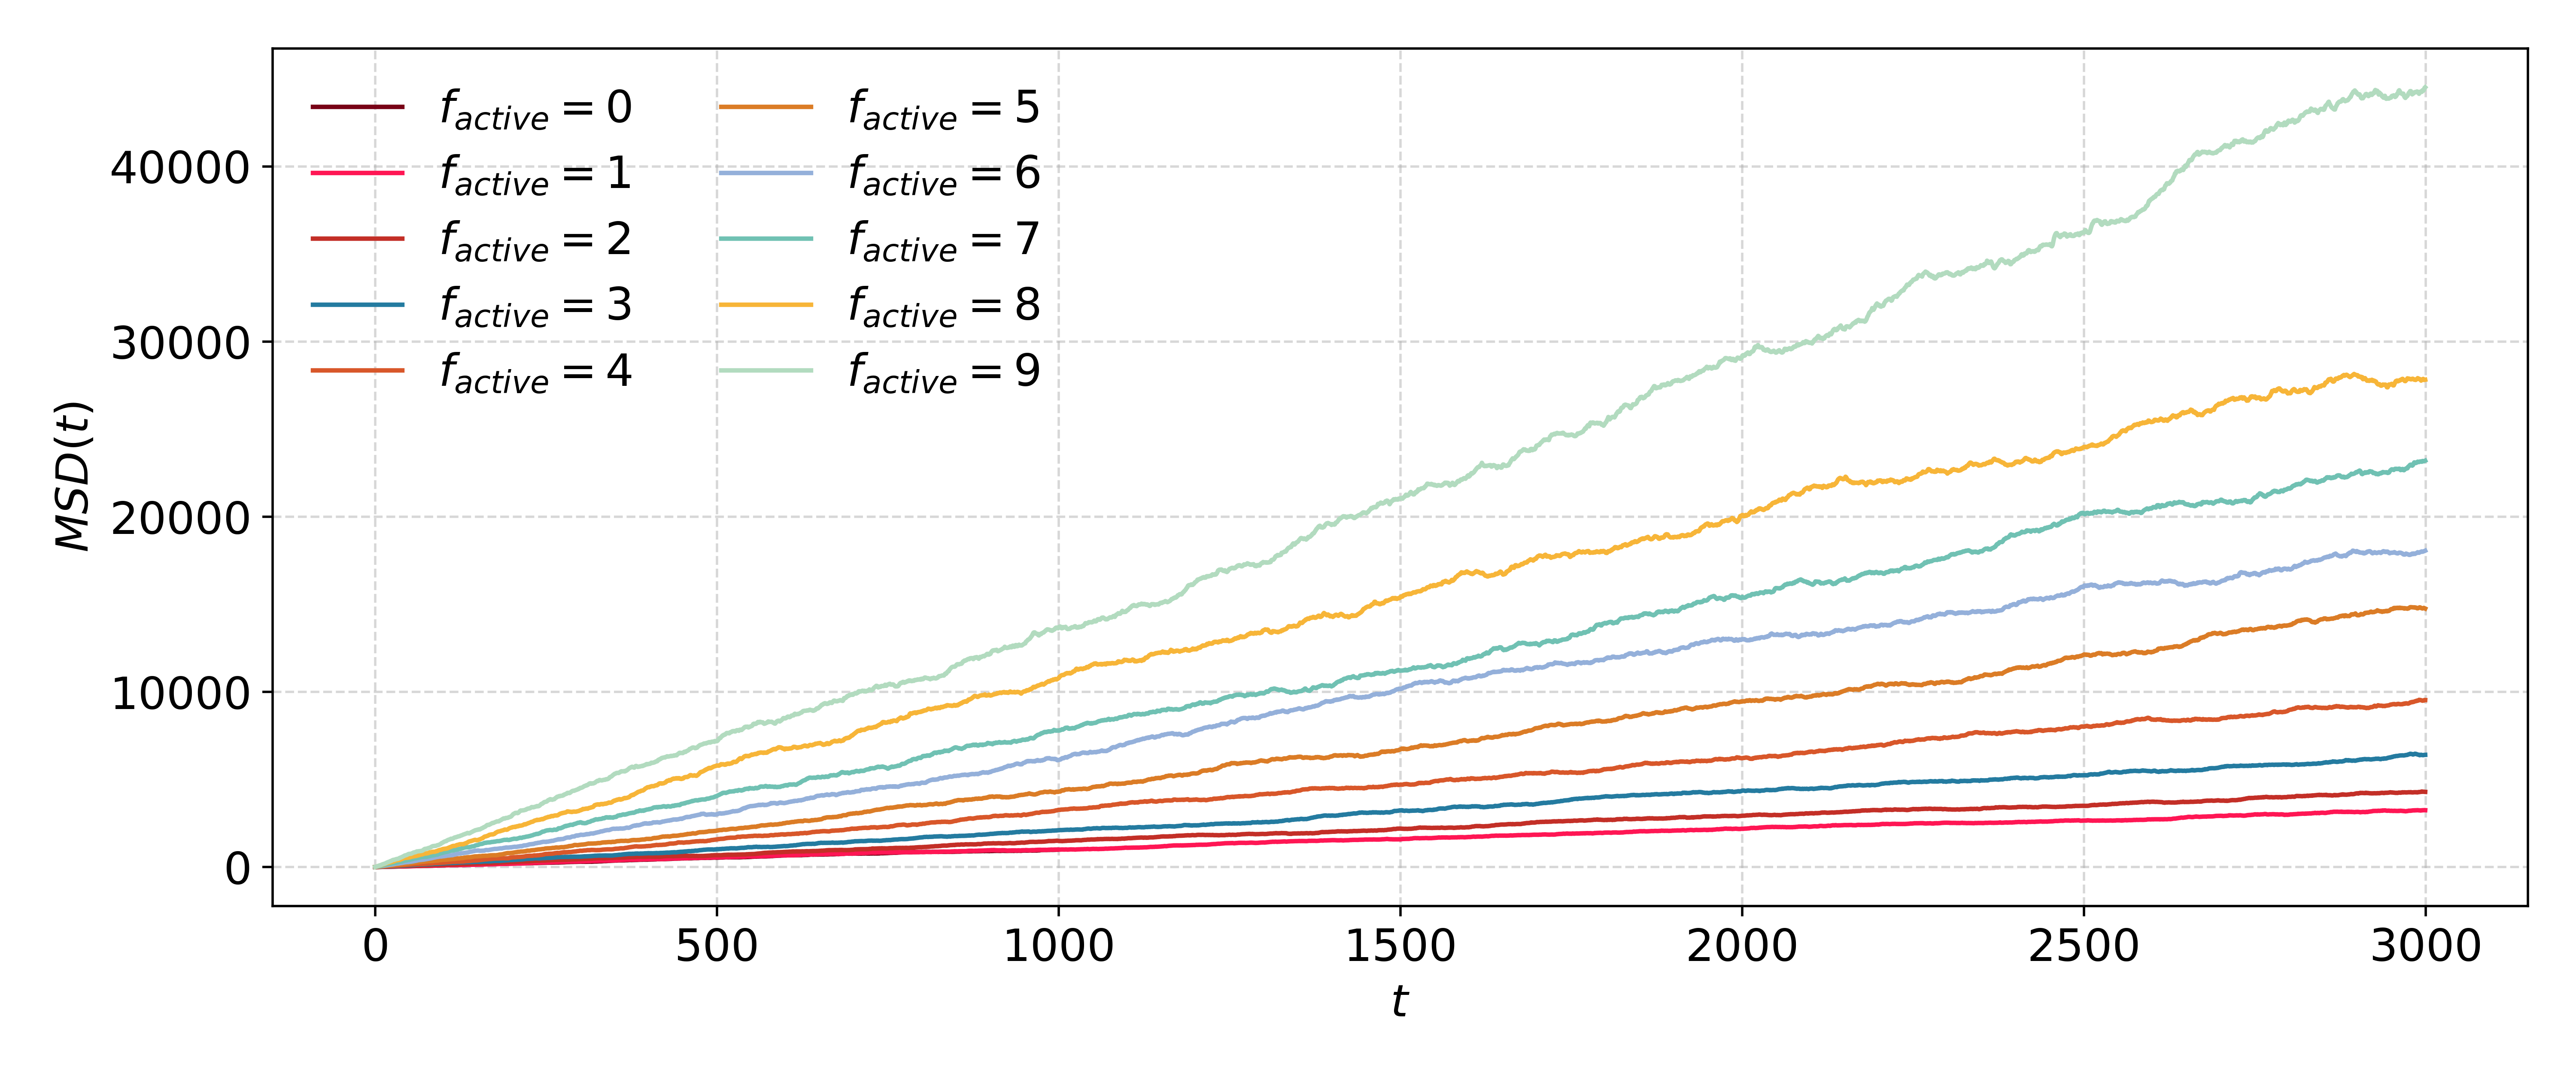 f_active = 0
f_active = 1
f_active = 2
f_active = 3
f_active = 4
f_active = 5
f_active = 6
f_active = 7
f_active = 8
f_active = 9
MSD(t)
40000
30000
20000
10000
0
0 500 1000 1500 2000 2500 3000
t